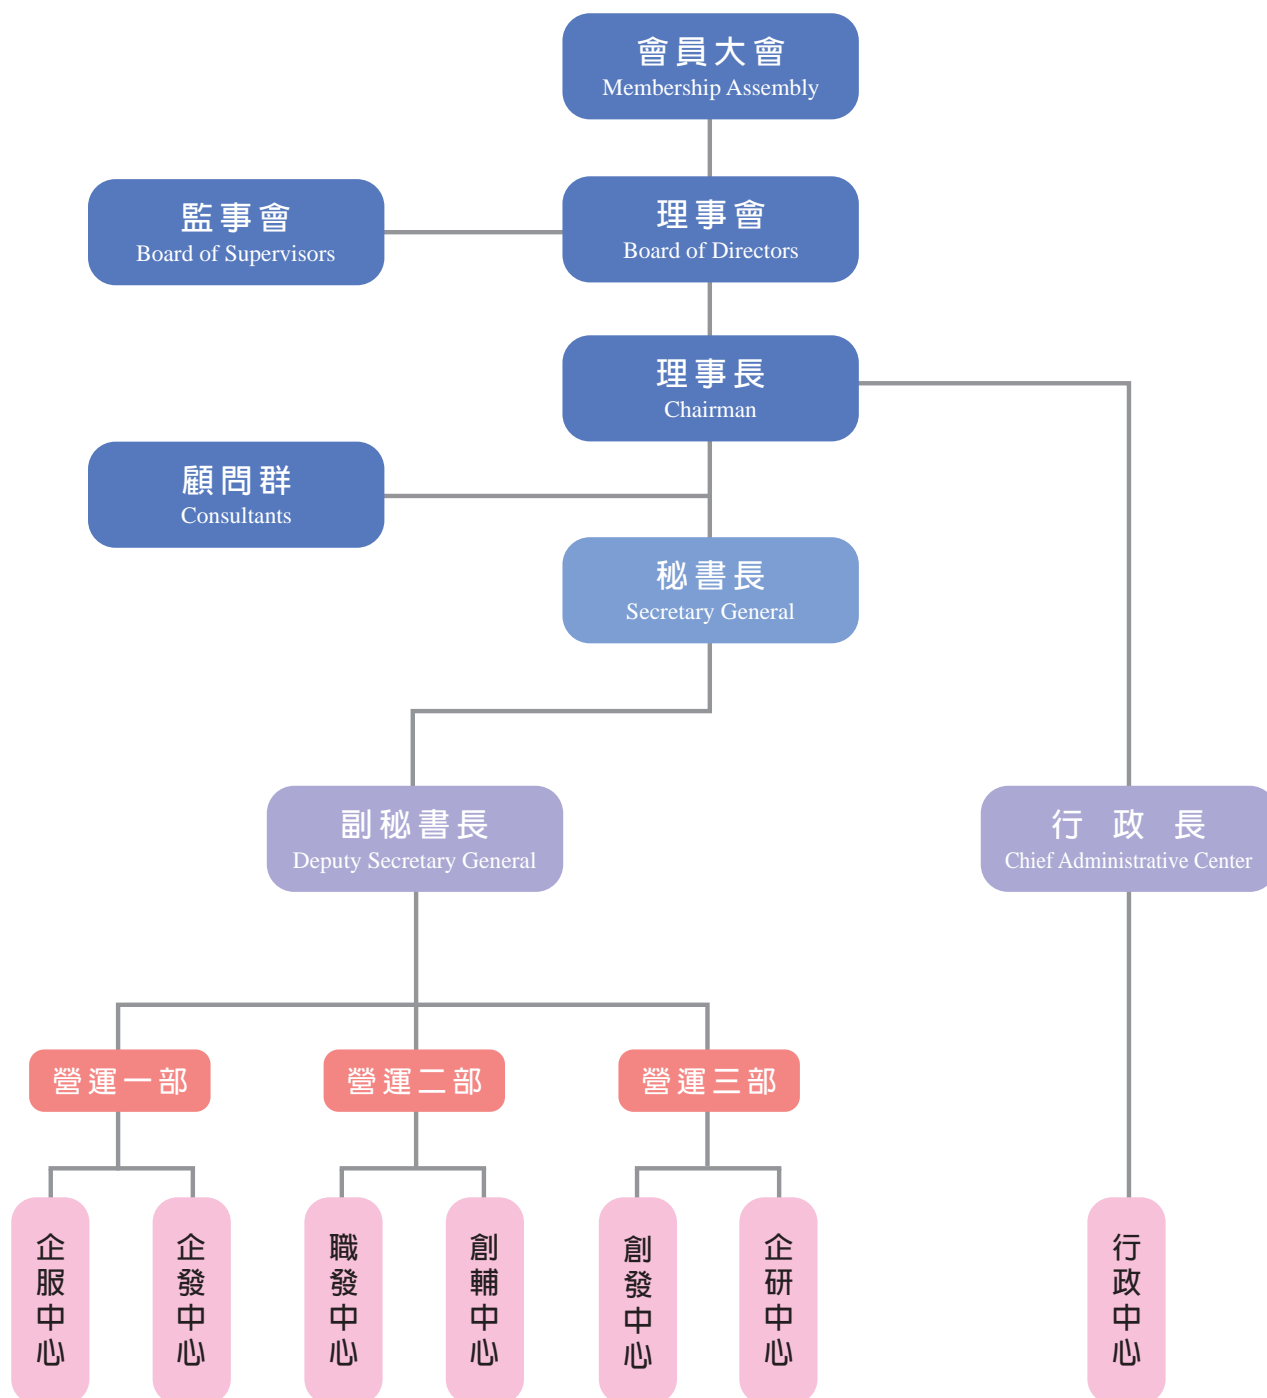 會員大會
Membership Assembly
監事會
Board of Supervisors
理事會
Board of Directors
理事長
Chairman
顧問群
Consultants
秘書長
Secretary General
副秘書長
Deputy Secretary General
行政長
Chief Administrative Center
營運一部
營運二部
營運三部
企服中心
企發中心
職發中心
創輔中心
創發中心
企研中心
行政中心